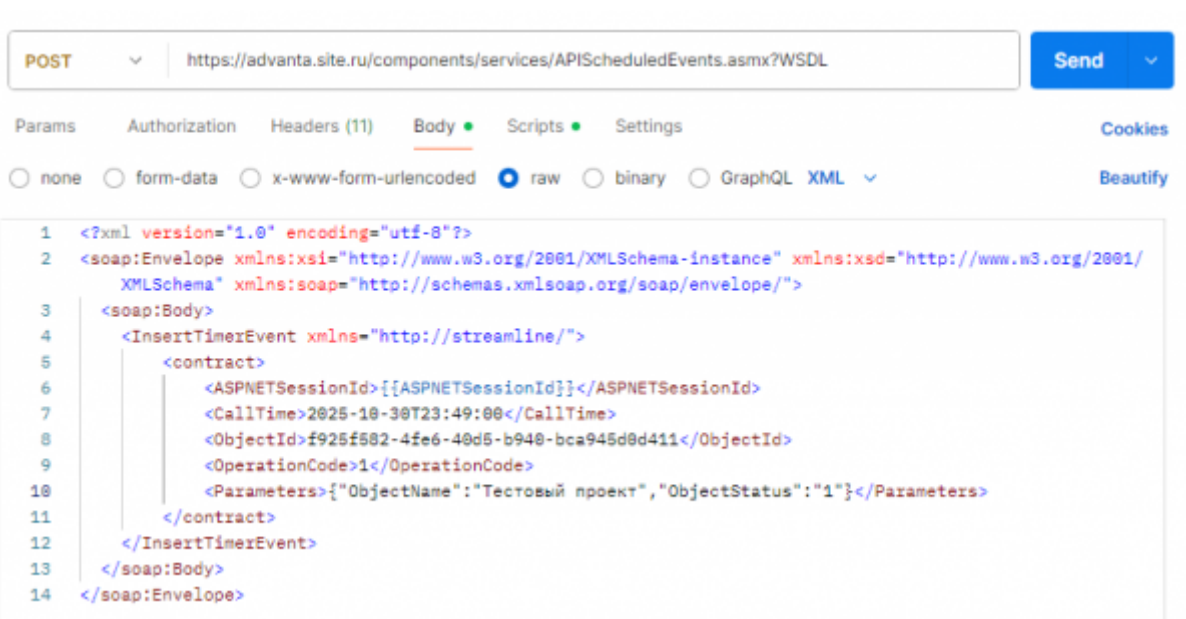 POST https://advanta.site.ru/components/services/APIScheduledEvents.asmx?WSDL Send
Params Authorization Headers (11) Body Scripts Settings Cookies
none form-data x-www-form-urlencoded raw binary GraphQL XML Beautify
1 <?xml version="1.0" encoding="utf-8"?>
2 <soap:Envelope xmlns:xsi="http://www.w3.org/2001/XMLSchema-instance" xmlns:xsd="http://www.w3.org/2001/
XMLSchema" xmlns:soap="http://schemas.xmlsoap.org/soap/envelope/">
3 <soap:Body>
4 <InsertTimerEvent xmlns="http://streamline/">
5 <contract>
6 <ASPNETSessionId>{{ASPNETSessionId}}</ASPNETSessionId>
7 <CallTime>2025-10-30T23:49:00</CallTime>
8 <ObjectId>f925f582-4fe6-40d5-b940-bca945d0d411</ObjectId>
9 <OperationCode>1</OperationCode>
10 <Parameters>{"ObjectName":"Тестовый проект","ObjectStatus":"1"}</Parameters>
11 </contract>
12 </InsertTimerEvent>
13 </soap:Body>
14 </soap:Envelope>